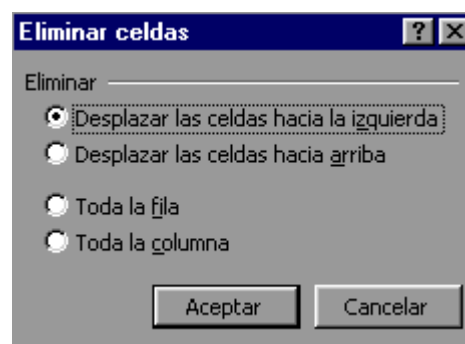 Eliminar celdas
Eliminar
Desplazar las celdas hacia la izquierda
Desplazar las celdas hacia arriba
Toda la fila
Toda la columna
Aceptar Cancelar